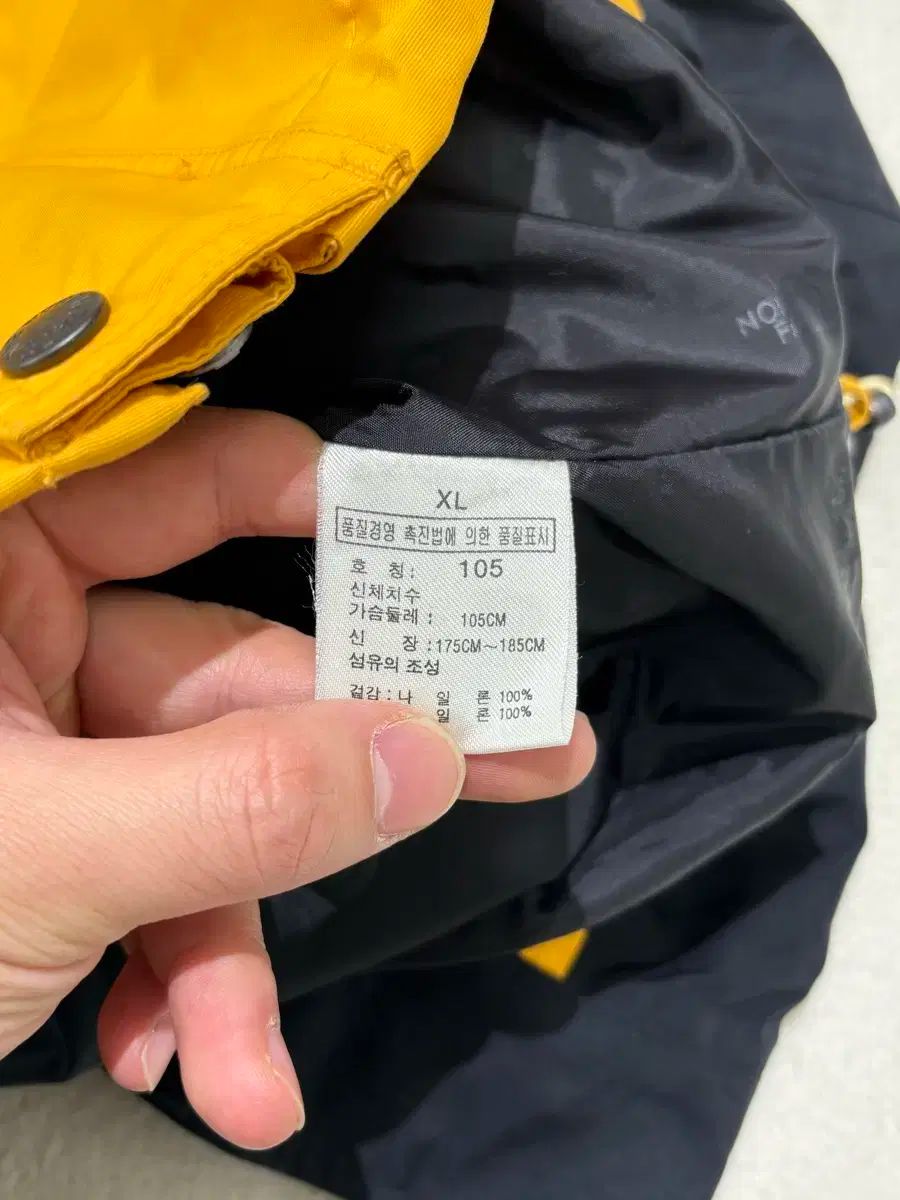 XL
품질경영 촉진법에 의한 품질표시
호 칭 : 105
신체치수
가슴둘레 : 105CM
신 장 : 175CM~185CM
섬유의 조성
겉감 : 나 일 론 100%
일 론 100%